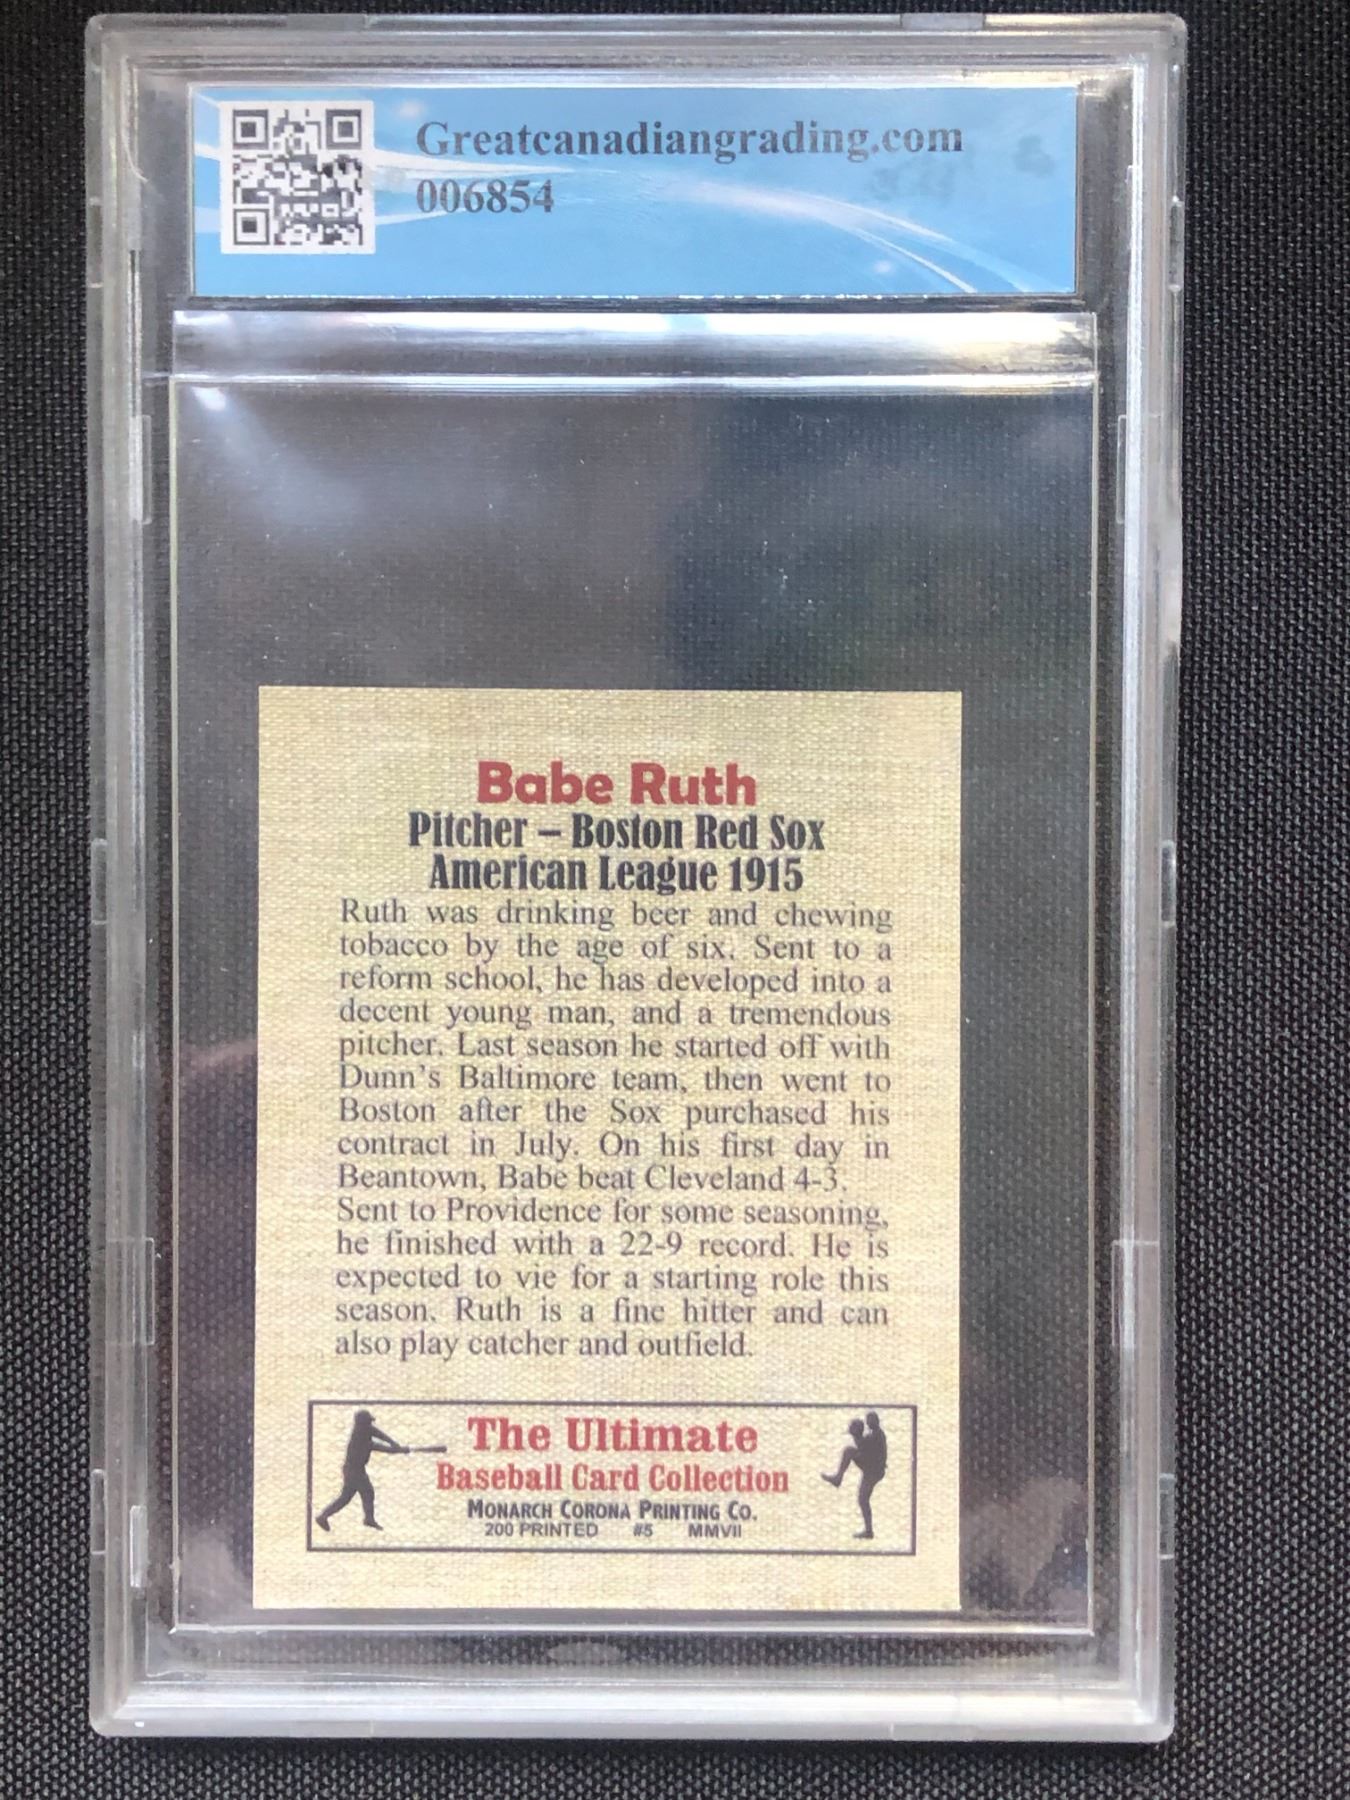 Greatcanadiangrading.com
006854
Babe Ruth
Pitcher – Boston Red Sox
American League 1915
Ruth was drinking beer and chewing
tobacco by the age of six. Sent to a
reform school, he has developed into a
decent young man, and a tremendous
pitcher. Last season he started off with
Dunn's Baltimore team, then went to
Boston after the Sox purchased his
contract in July. On his first day in
Beantown, Babe beat Cleveland 4-3.
Sent to Providence for some seasoning,
he finished with a 22-9 record. He is
expected to vie for a starting role this
season. Ruth is a fine hitter and can
also play catcher and outfield.
The Ultimate
Baseball Card Collection
MONARCH CORONA PRINTING CO.
200 PRINTED #5 MMVII